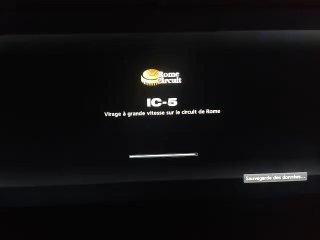 Rome
Circuit
IC-5
Virage à grande vitesse sur le circuit de Rome
Sauvegarde des données...